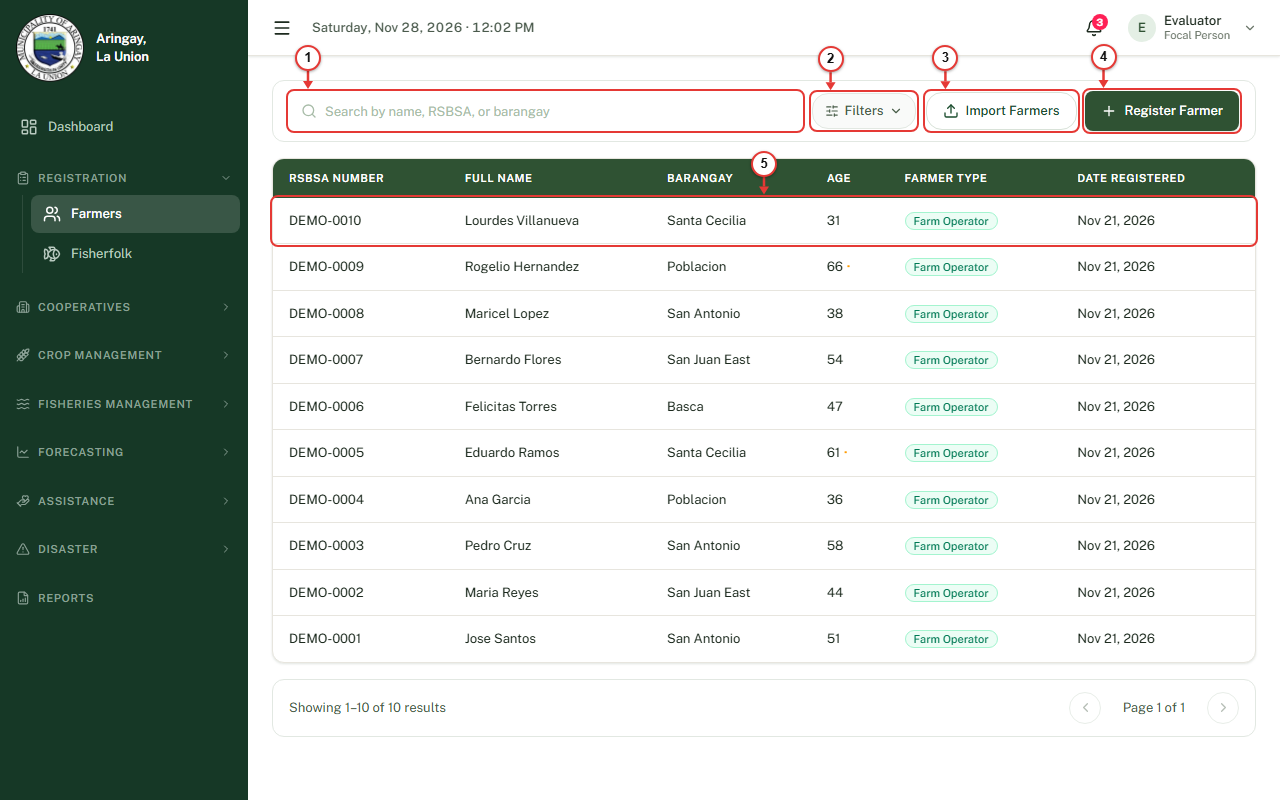 MUNICIPALITY OF ARINGAY
1741
LA UNION
Aringay,
La Union
Dashboard
REGISTRATION
Farmers
Fisherfolk
COOPERATIVES
CROP MANAGEMENT
FISHERIES MANAGEMENT
FORECASTING
ASSISTANCE
DISASTER
REPORTS
Saturday, Nov 28, 2026 · 12:02 PM
3
E
Evaluator
Focal Person
1
2
3
4
Search by name, RSBSA, or barangay
Filters
Import Farmers
Register Farmer
5
RSBSA NUMBER FULL NAME BARANGAY AGE FARMER TYPE DATE REGISTERED
DEMO-0010 Lourdes Villanueva Santa Cecilia 31 Farm Operator Nov 21, 2026
DEMO-0009 Rogelio Hernandez Poblacion 66 · Farm Operator Nov 21, 2026
DEMO-0008 Maricel Lopez San Antonio 38 Farm Operator Nov 21, 2026
DEMO-0007 Bernardo Flores San Juan East 54 Farm Operator Nov 21, 2026
DEMO-0006 Felicitas Torres Basca 47 Farm Operator Nov 21, 2026
DEMO-0005 Eduardo Ramos Santa Cecilia 61 · Farm Operator Nov 21, 2026
DEMO-0004 Ana Garcia Poblacion 36 Farm Operator Nov 21, 2026
DEMO-0003 Pedro Cruz San Antonio 58 Farm Operator Nov 21, 2026
DEMO-0002 Maria Reyes San Juan East 44 Farm Operator Nov 21, 2026
DEMO-0001 Jose Santos San Antonio 51 Farm Operator Nov 21, 2026
Showing 1–10 of 10 results
Page 1 of 1